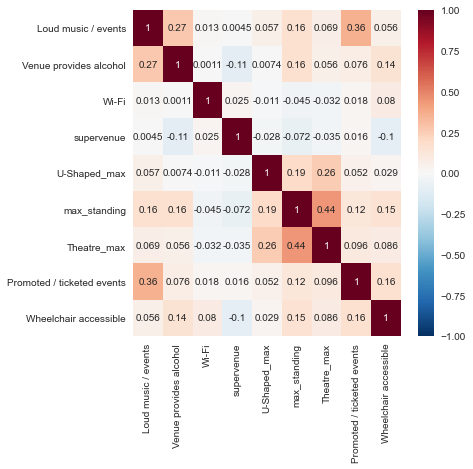 Loud music / events 1 0.27 0.013 0.0045 0.057 0.16 0.069 0.36 0.056
Venue provides alcohol 0.27 1 0.0011 -0.11 0.0074 0.16 0.056 0.076 0.14
Wi-Fi 0.013 0.0011 1 0.025 -0.011 -0.045 -0.032 0.018 0.08
supervenue 0.0045 -0.11 0.025 1 -0.028 -0.072 -0.035 0.016 -0.1
U-Shaped_max 0.057 0.0074 -0.011 -0.028 1 0.19 0.26 0.052 0.029
max_standing 0.16 0.16 -0.045 -0.072 0.19 1 0.44 0.12 0.15
Theatre_max 0.069 0.056 -0.032 -0.035 0.26 0.44 1 0.096 0.086
Promoted / ticketed events 0.36 0.076 0.018 0.016 0.052 0.12 0.096 1 0.16
Wheelchair accessible 0.056 0.14 0.08 -0.1 0.029 0.15 0.086 0.16 1
Loud music / events
Venue provides alcohol
Wi-Fi
supervenue
U-Shaped_max
max_standing
Theatre_max
Promoted / ticketed events
Wheelchair accessible
1.00
0.75
0.50
0.25
0.00
−0.25
−0.50
−0.75
−1.00